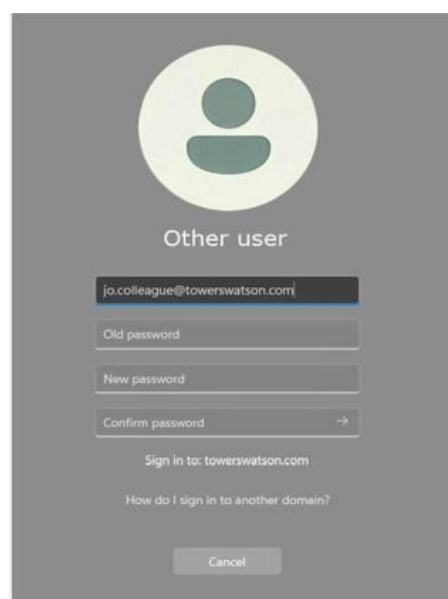 Other user
jo.colleague@towerswatson.com
Old password
New password
Confirm password
Sign in to: towerswatson.com
How do I sign in to another domain?
Cancel